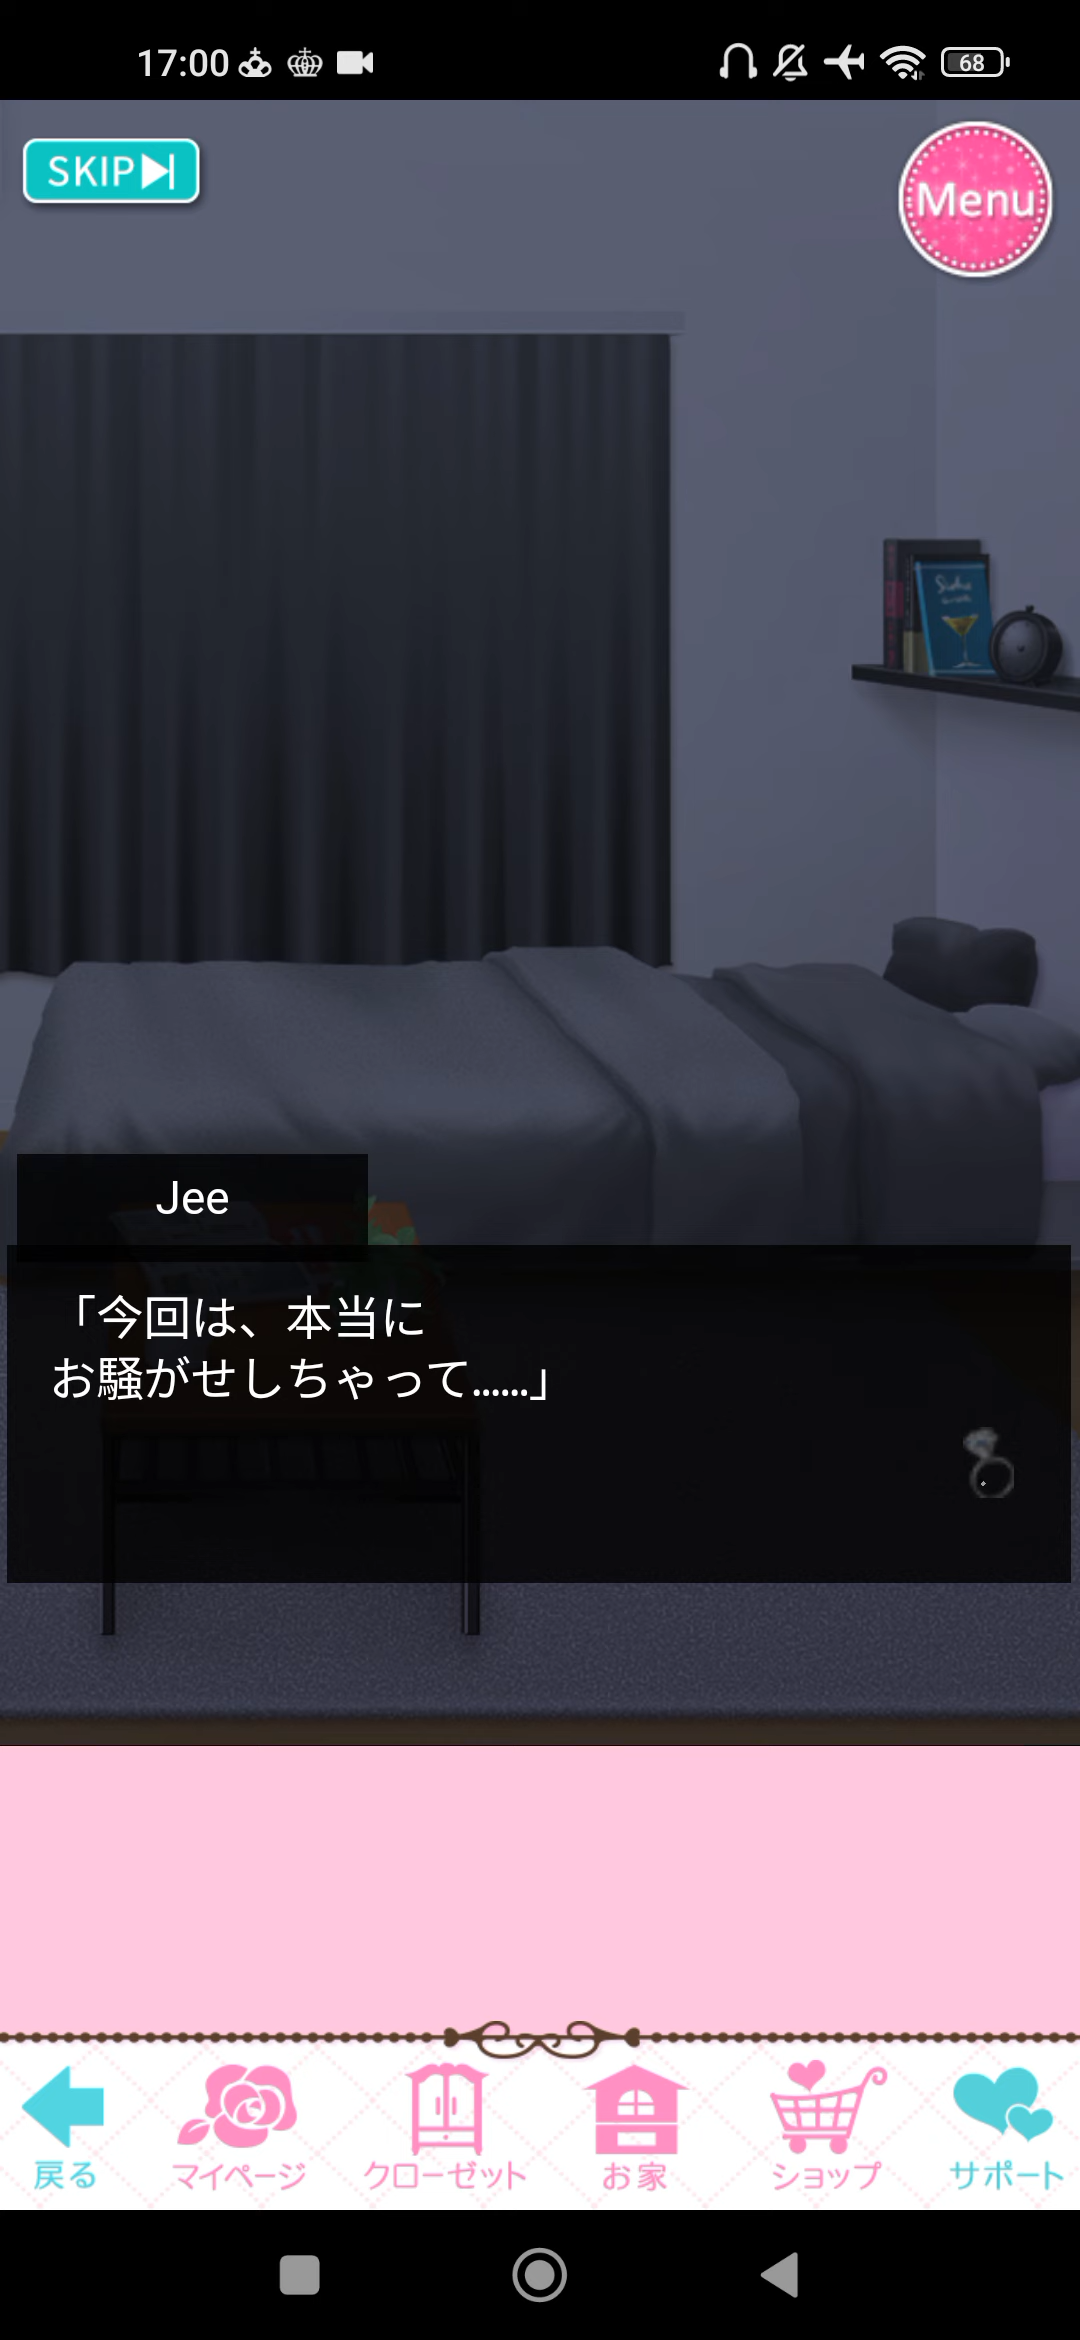 17:00
68
SKIP
Menu
Jee
「今回は、本当に
お騒がせしちゃって……」
戻る
マイページ
クローゼット
お家
ショップ
サポート